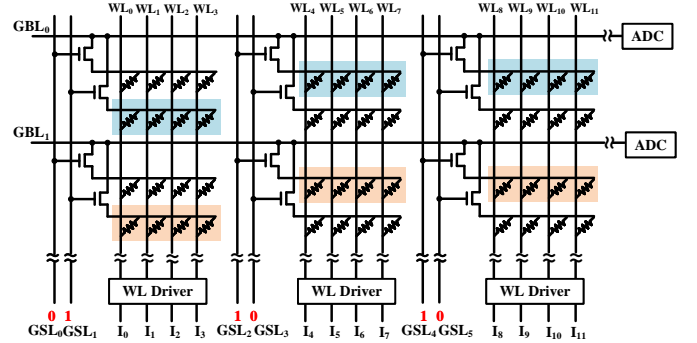 WL0 WL1 WL2 WL3 WL4 WL5 WL6 WL7 WL8 WL9 WL10 WL11
GBL0
ADC
GBL1
ADC
WL Driver WL Driver WL Driver
0 1 1 0 1 0
GSL0 GSL1 I0 I1 I2 I3 GSL2 GSL3 I4 I5 I6 I7 GSL4 GSL5 I8 I9 I10 I11